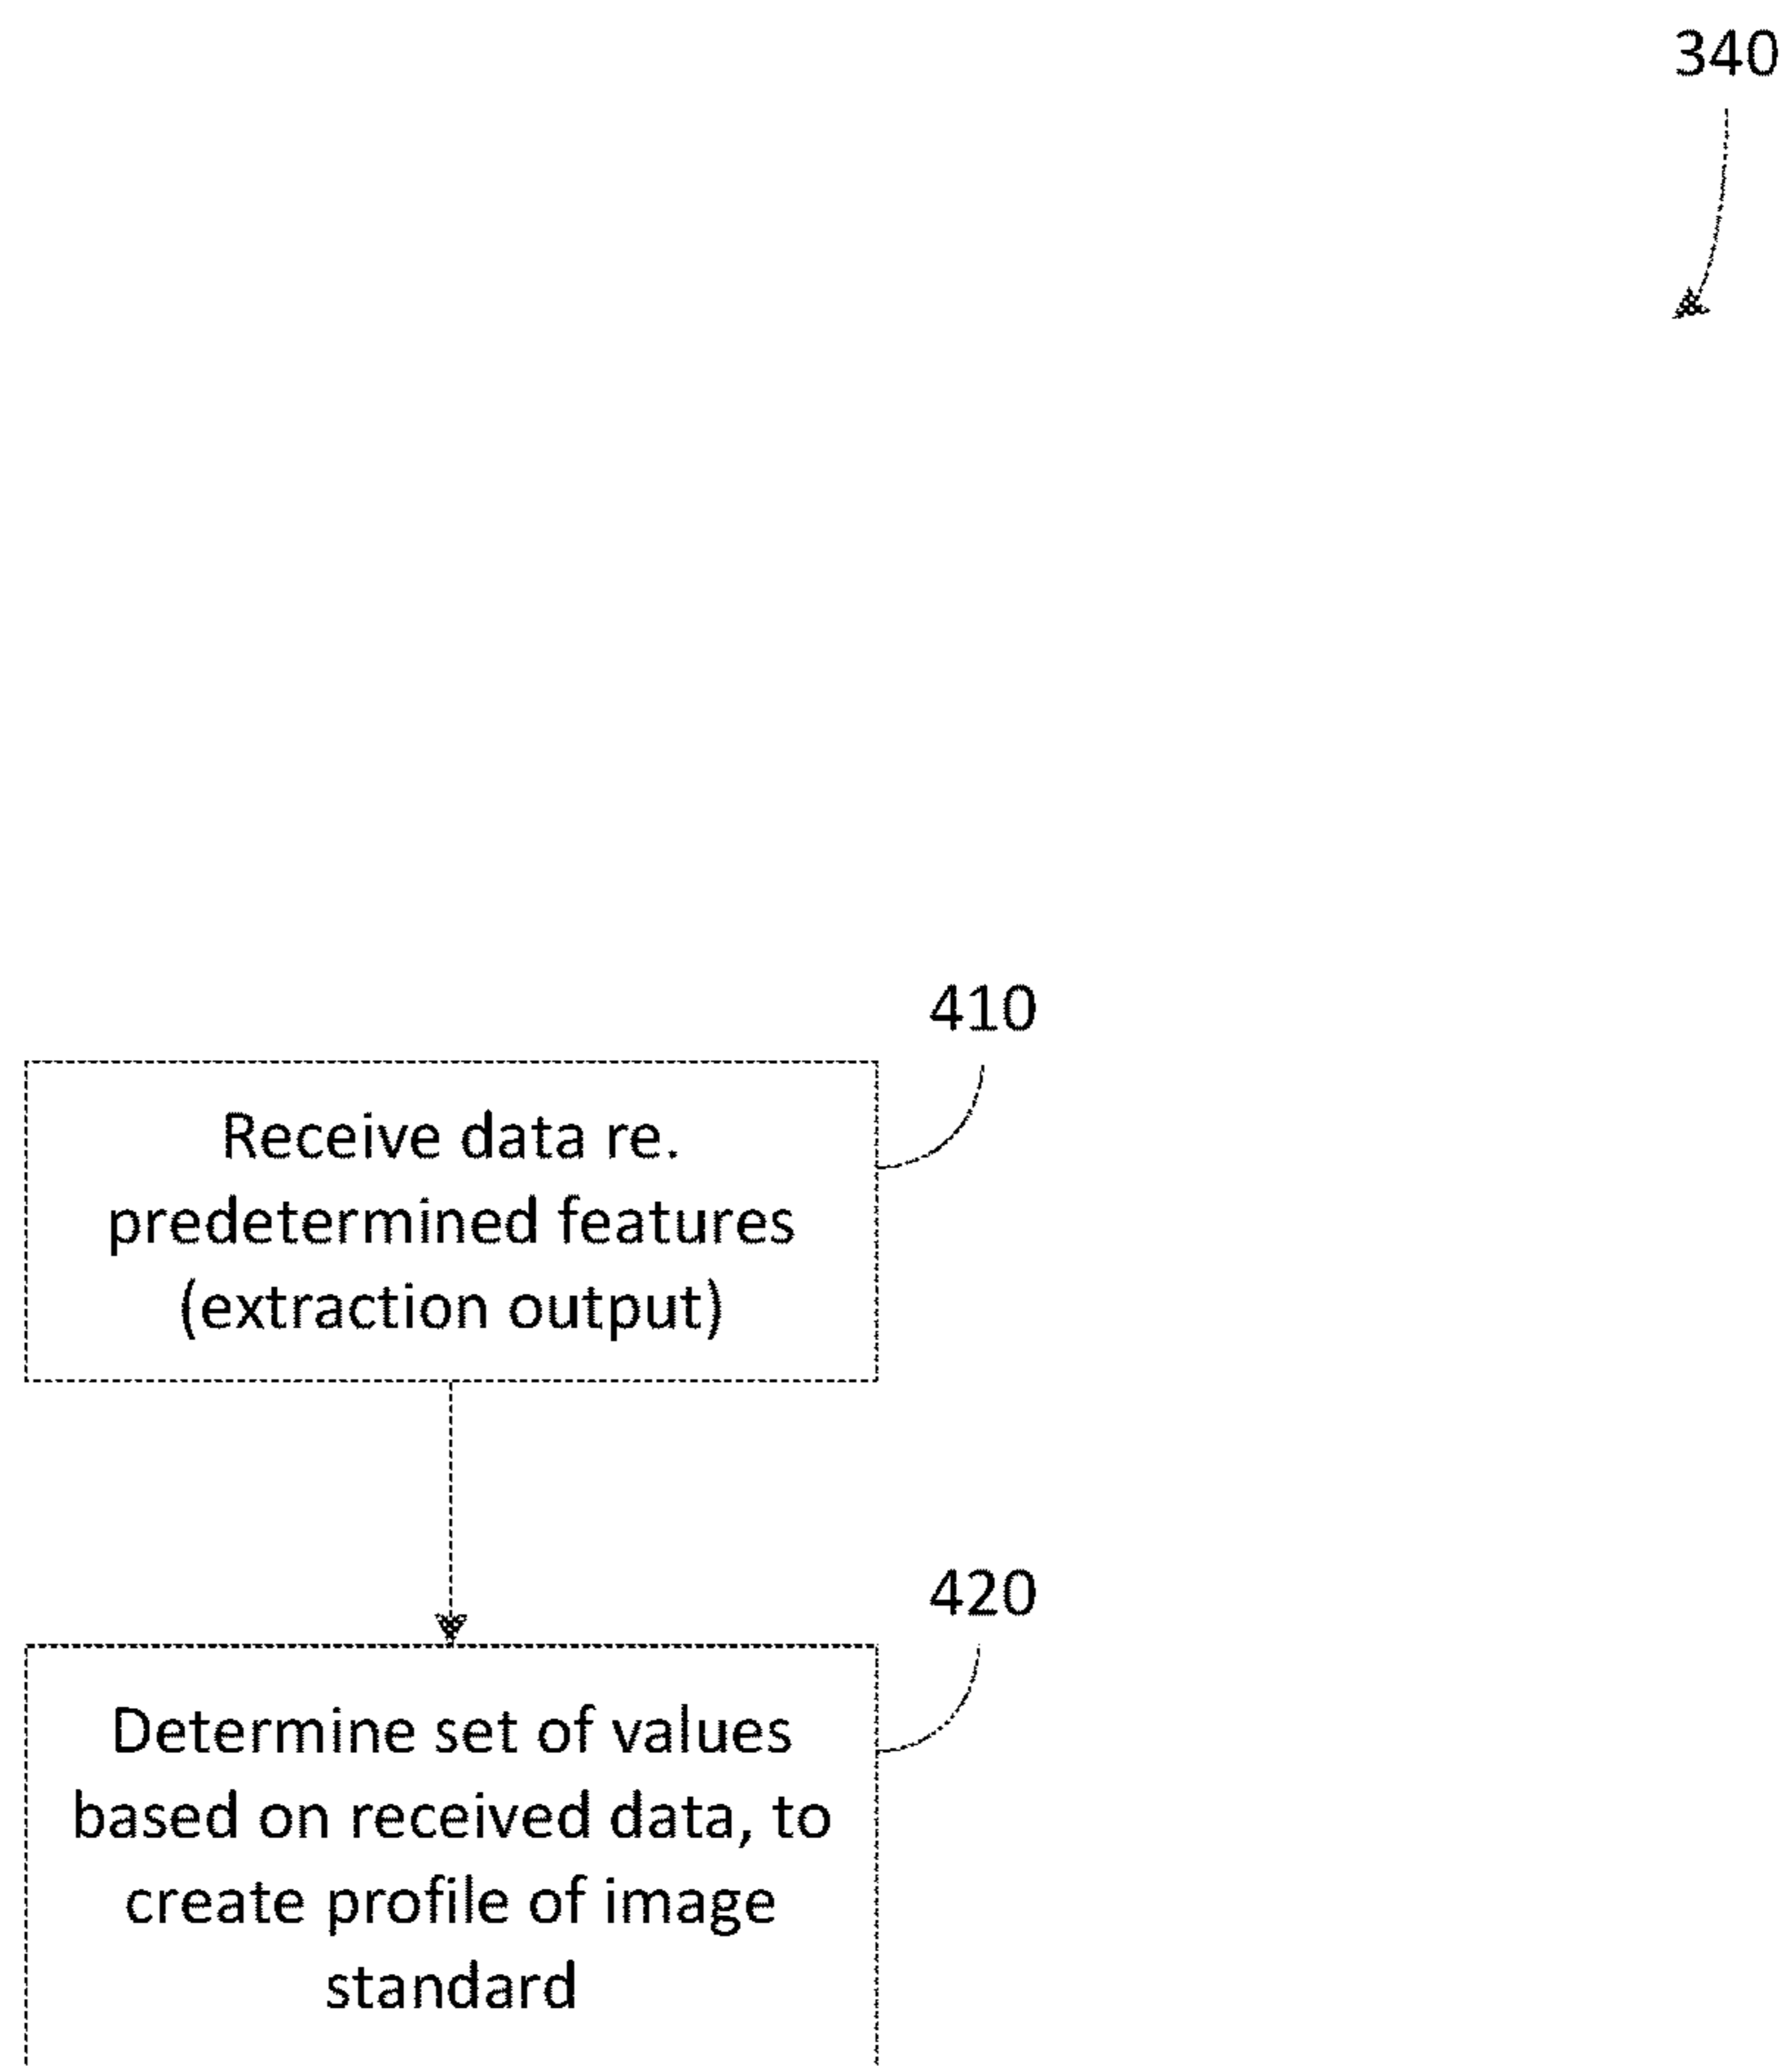 340
410
Receive data re.
predetermined features
(extraction output)
420
Determine set of values
based on received data, to
create profile of image
standard